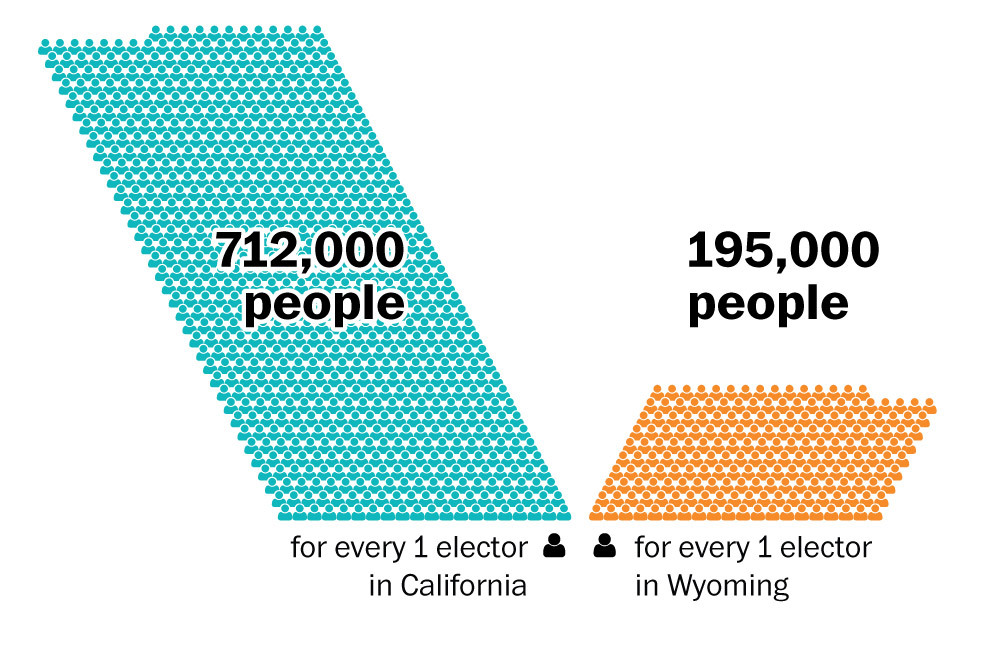 712,000
people
for every 1 elector
in California
195,000
people
for every 1 elector
in Wyoming